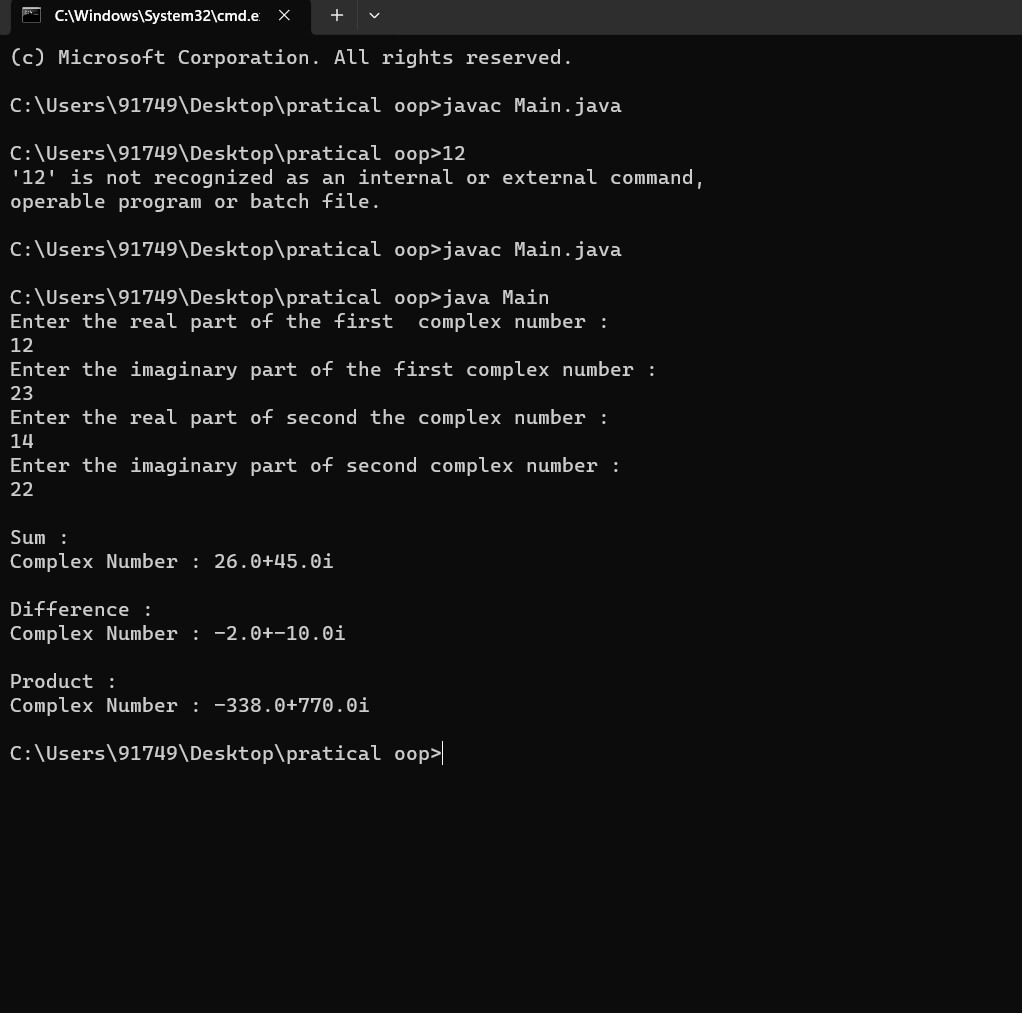 C:\Windows\System32\cmd.e
(c) Microsoft Corporation. All rights reserved.
C:\Users\91749\Desktop\pratical oop>javac Main.java
C:\Users\91749\Desktop\pratical oop>12
'12' is not recognized as an internal or external command,
operable program or batch file.
C:\Users\91749\Desktop\pratical oop>javac Main.java
C:\Users\91749\Desktop\pratical oop>java Main
Enter the real part of the first  complex number :
12
Enter the imaginary part of the first complex number :
23
Enter the real part of second the complex number :
14
Enter the imaginary part of second complex number :
22
Sum :
Complex Number : 26.0+45.0i
Difference :
Complex Number : -2.0+-10.0i
Product :
Complex Number : -338.0+770.0i
C:\Users\91749\Desktop\pratical oop>